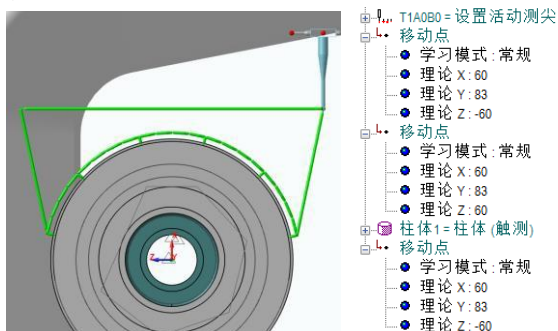 T1A0B0 = 设置活动测尖
移动点
学习模式 : 常规
理论 X : 60
理论 Y : 83
理论 Z : -60
移动点
学习模式 : 常规
理论 X : 60
理论 Y : 83
理论 Z : 60
柱体1 = 柱体 (触测)
移动点
学习模式 : 常规
理论 X : 60
理论 Y : 83
理论 Z : -60
Z
X
Y